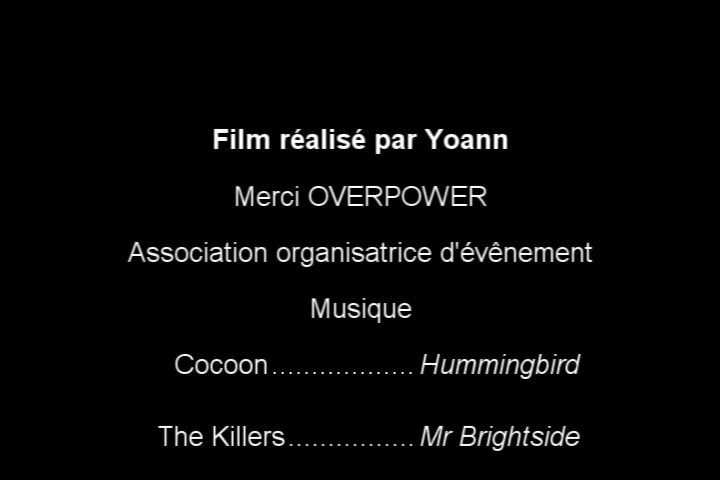 Film réalisé par Yoann
Merci OVERPOWER
Association organisatrice d'évênement
Musique
Cocoon.................. Hummingbird
The Killers................ Mr Brightside